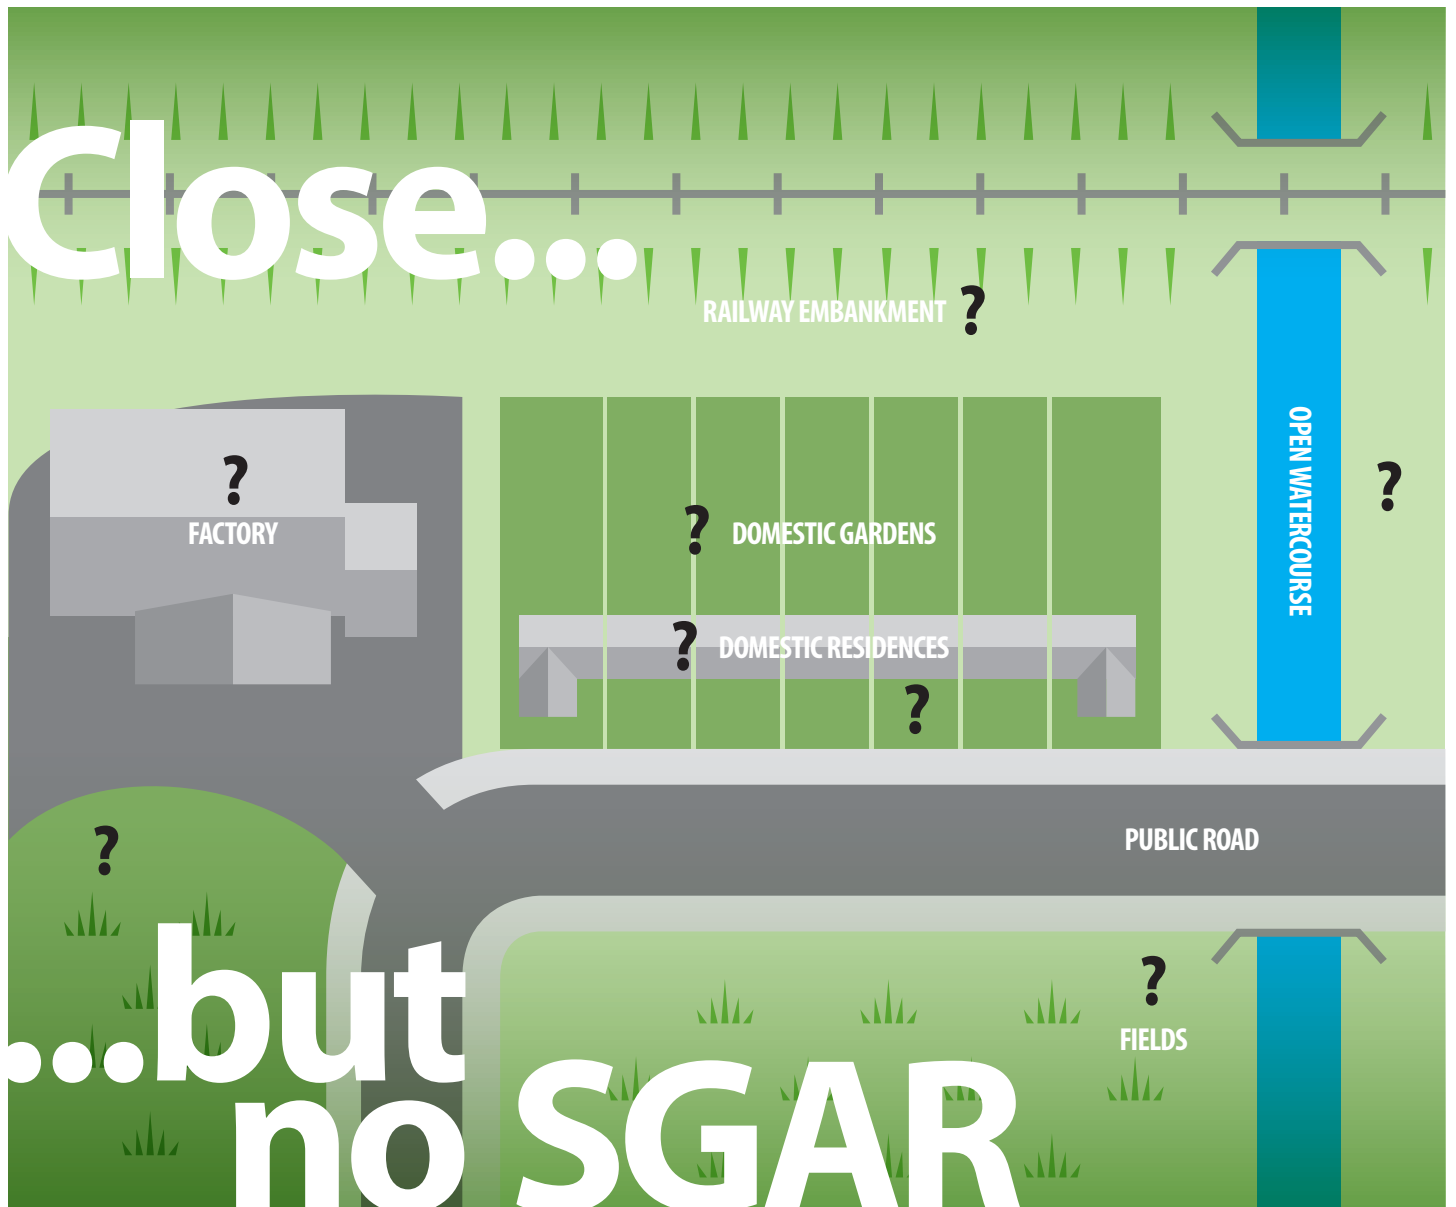 Close...
RAILWAY EMBANKMENT ?
?
FACTORY
? DOMESTIC GARDENS
OPEN WATERCOURSE
?
? DOMESTIC RESIDENCES
?
PUBLIC ROAD
?
...but
?
FIELDS
no SGAR